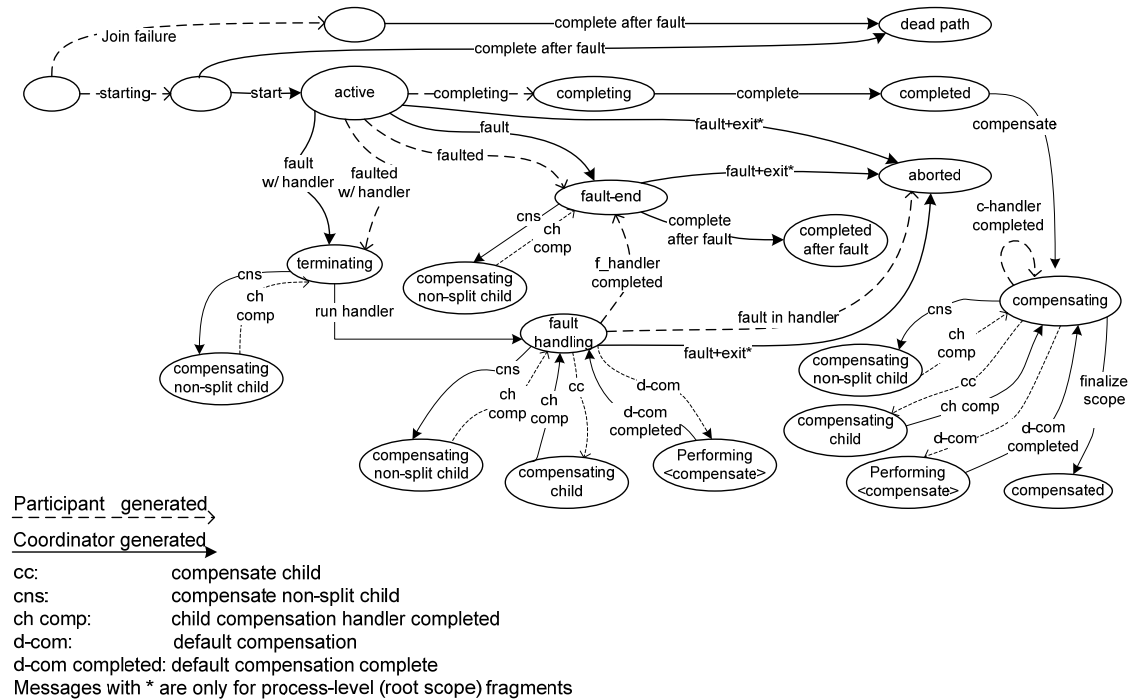 complete after fault
dead path
Join failure
complete after fault
starting
start
active
completing
completing
complete
completed
fault+exit*
compensate
fault
faulted
fault
w/ handler
faulted
w/ handler
fault+exit*
aborted
fault-end
cns
ch
comp
complete
after fault
completed
after fault
c-handler
completed
terminating
cns
ch
comp
compensating
non-split child
f_handler
completed
run handler
fault
handling
fault in handler
fault+exit*
compensating
cns
ch
comp
compensating
non-split child
compensating
non-split child
cns
ch
comp
ch
comp
cc
d-com
d-com
completed
cc
ch comp
finalize
scope
compensating
child
d-com
d-com
completed
compensating
non-split child
compensating
child
Performing
<compensate>
Performing
<compensate>
compensated
Participant generated
Coordinator generated
cc: compensate child
cns: compensate non-split child
ch comp: child compensation handler completed
d-com: default compensation
d-com completed: default compensation complete
Messages with * are only for process-level (root scope) fragments